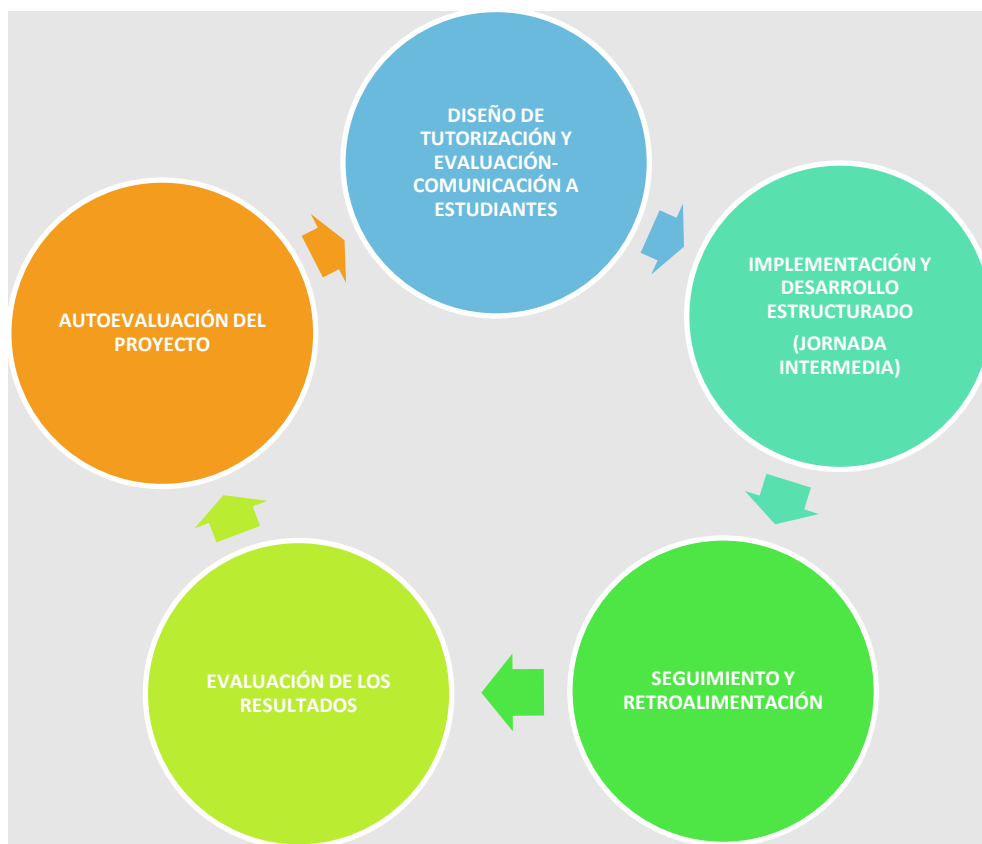 DISEÑO DE
TUTORIZACIÓN Y
EVALUACIÓN-
COMUNICACIÓN A
ESTUDIANTES
IMPLEMENTACIÓN Y
DESARROLLO
ESTRUCTURADO
(JORNADA
INTERMEDIA)
SEGUIMIENTO Y
RETROALIMENTACIÓN
EVALUACIÓN DE LOS
RESULTADOS
AUTOEVALUACIÓN DEL
PROYECTO